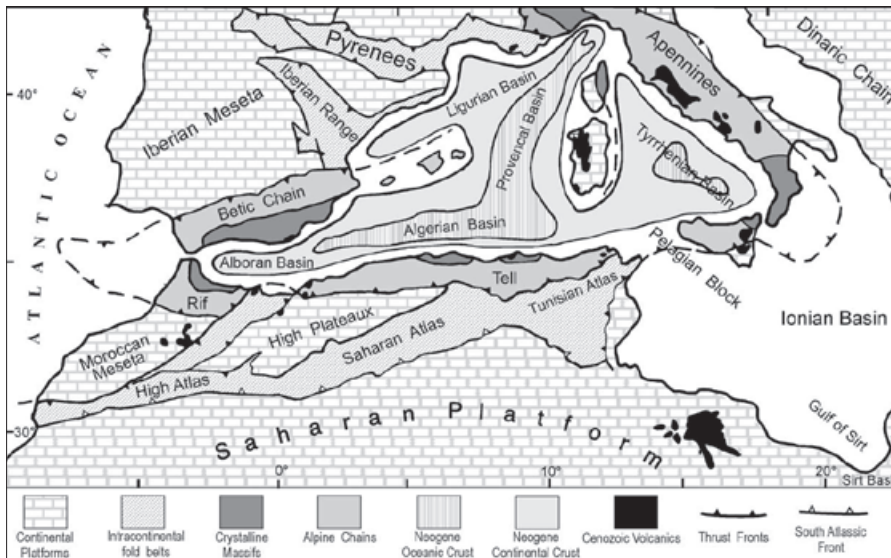 Pyrenees
Apennines
Dinaric Chain
ATLANTIC OCEAN
40°
Iberian Meseta
Iberian Range
Ligurian Basin
Provencal Basin
Tyrrhenian Basin
Betic Chain
Algerian Basin
Alboran Basin
Pelagian Block
Rif
Tell
Tunisian Atlas
Ionian Basin
High Plateaux
Moroccan
Meseta
Saharan Atlas
High Atlas
Saharan Platform
Gulf of Sirt
30°
0°
10°
20°
Sirt Bas
Continental
Platforms
Intracontinental
fold belts
Crystalline
Massifs
Alpine Chains
Neogene
Oceanic Crust
Neogene
Continental Crust
Cenozoic Volcanics
Thrust Fronts
South Atlassic
Front